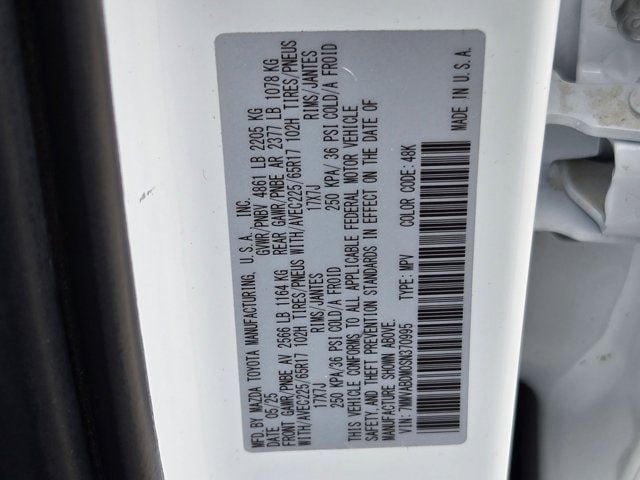 MFD. BY MAZDA TOYOTA MANUFACTURING, U.S.A., INC.
DATE 05/25 GVWR/PNBV 4861 LB 2205 KG
FRONT GAWR/PNBE AV 2566 LB 1164 KG REAR GAWR/PNBE AR 2377 LB 1078 KG
WITH/AVEC225/65R17 102H TIRES/PNEUS WITH/AVEC225/65R17 102H TIRES/PNEUS
17X7J RIMS/JANTES 17X7J RIMS/JANTES
250 KPA/36 PSI COLD/A FROID 250 KPA/ 36 PSI COLD/A FROID
THIS VEHICLE CONFORMS TO ALL APPLICABLE FEDERAL MOTOR VEHICLE
SAFETY AND THEFT PREVENTION STANDARDS IN EFFECT ON THE DATE OF
MANUFACTURE SHOWN ABOVE.
VIN: 7MMVABDM0SN370995 TYPE: MPV COLOR CODE: 48K
MADE IN U.S.A.